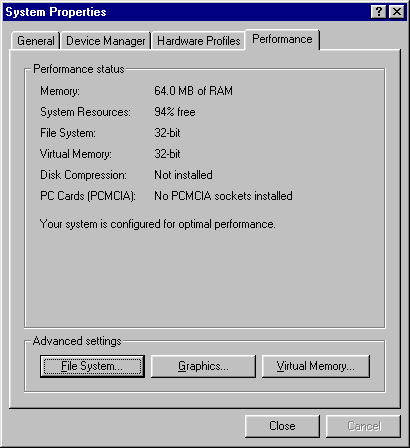 System Properties
General Device Manager Hardware Profiles Performance
Performance status
Memory: 64.0 MB of RAM
System Resources: 94% free
File System: 32-bit
Virtual Memory: 32-bit
Disk Compression: Not installed
PC Cards (PCMCIA): No PCMCIA sockets installed
Your system is configured for optimal performance.
Advanced settings
File System... Graphics... Virtual Memory...
Close Cancel